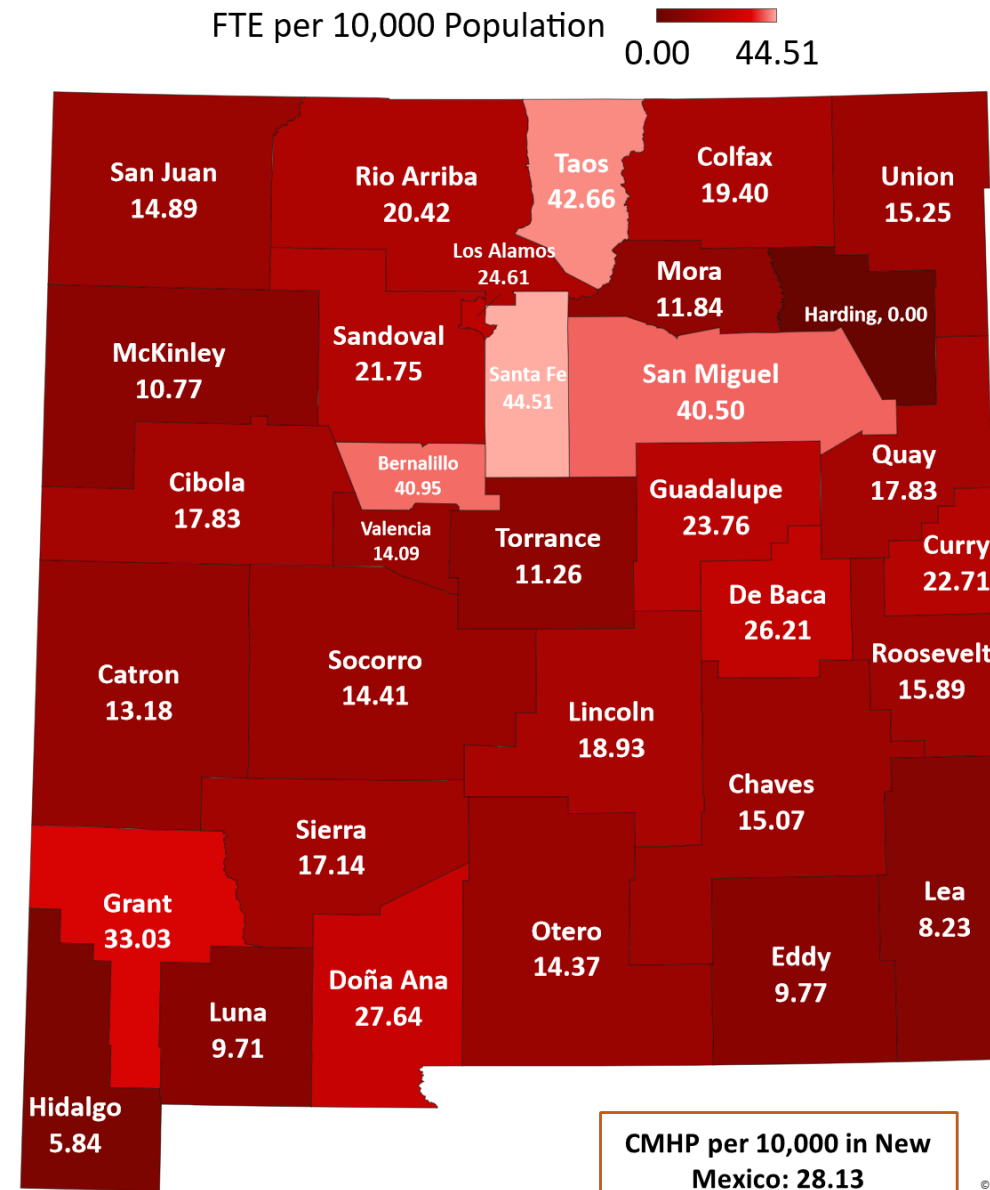 FTE per 10,000 Population
0.00 44.51
San Juan
14.89
Rio Arriba
20.42
Taos
42.66
Colfax
19.40
Union
15.25
Los Alamos
24.61
Mora
11.84
Harding, 0.00
McKinley
10.77
Sandoval
21.75
Santa Fe
44.51
San Miguel
40.50
Cibola
17.83
Bernalillo
40.95
Valencia
14.09
Torrance
11.26
Guadalupe
23.76
Quay
17.83
Curry
22.71
De Baca
26.21
Roosevelt
15.89
Catron
13.18
Socorro
14.41
Lincoln
18.93
Chaves
15.07
Sierra
17.14
Grant
33.03
Doña Ana
27.64
Otero
14.37
Eddy
9.77
Lea
8.23
Luna
9.71
Hidalgo
5.84
CMHP per 10,000 in New
Mexico: 28.13
©